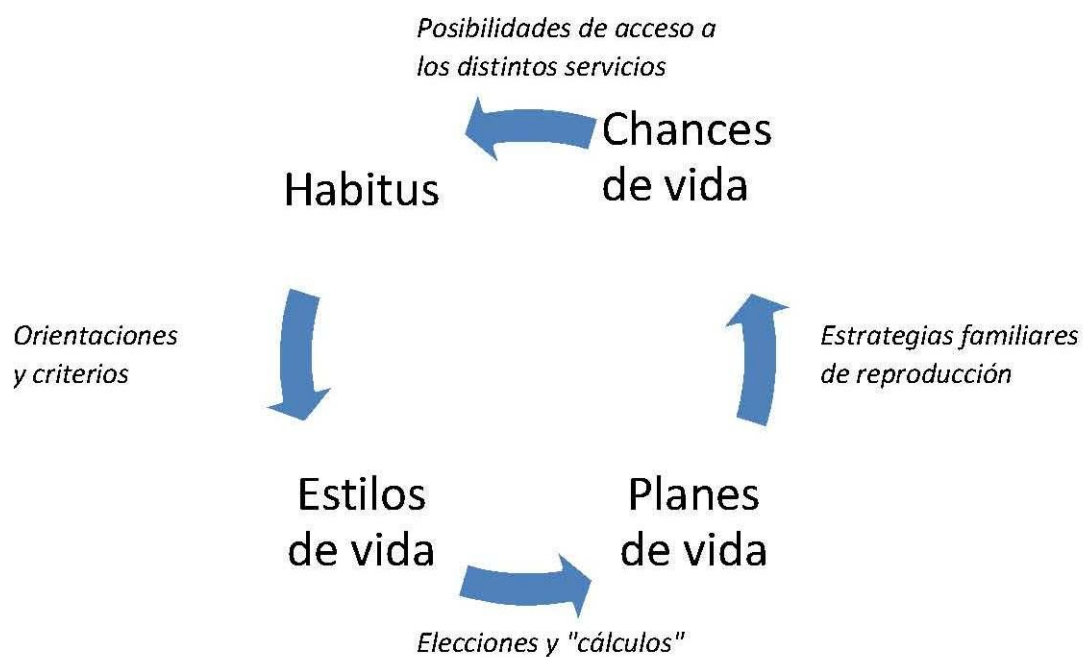 Posibilidades de acceso a
los distintos servicios
Chances
de vida
Habitus
Orientaciones
y criterios
Estrategias familiares
de reproducción
Estilos
de vida
Planes
de vida
Elecciones y "cálculos"